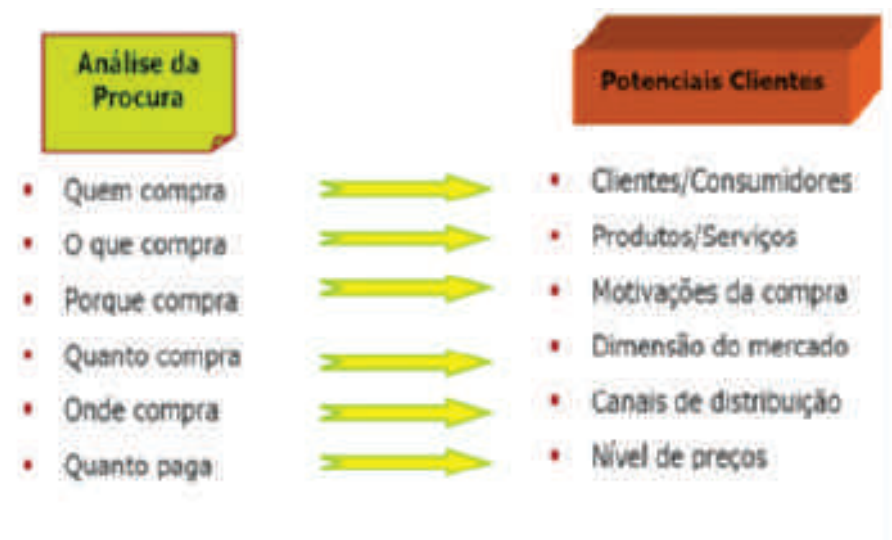 Análise da
Procura
Potenciais Clientes
• Quem compra
• Clientes/Consumidores
• O que compra
• Produtos/Serviços
• Porque compra
• Motivações da compra
• Quanto compra
• Dimensão do mercado
• Onde compra
• Canais de distribuição
• Quanto paga
• Nível de preços